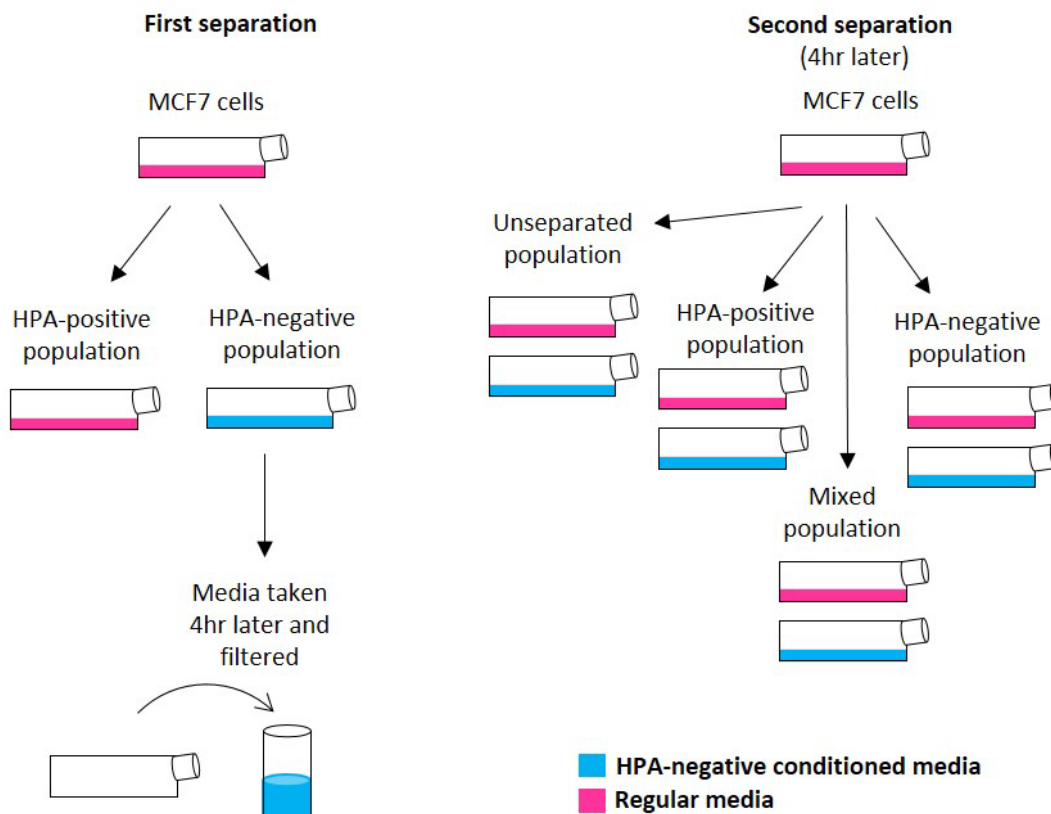 First separation
MCF7 cells
HPA-positive
population
HPA-negative
population
Media taken
4hr later and
filtered
Second separation
(4hr later)
MCF7 cells
Unseparated
population
HPA-positive
population
HPA-negative
population
Mixed
population
HPA-negative conditioned media
Regular media